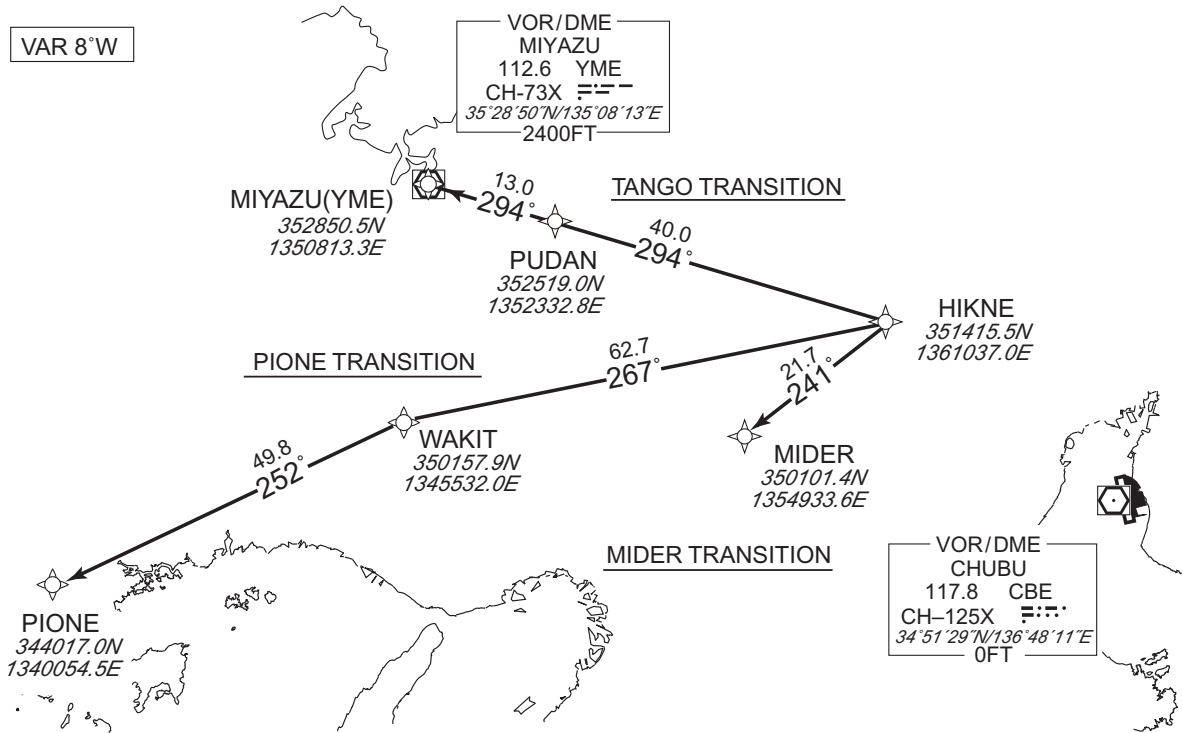 VAR 8°W
VOR/DME
MIYAZU
112.6 YME
CH-73X
35°28´50˝N/135°08´13˝E
2400FT
MIYAZU(YME)
352850.5N
1350813.3E
13.0
294°
TANGO TRANSITION
PUDAN
352519.0N
1352332.8E
40.0
294°
HIKNE
351415.5N
1361037.0E
PIONE TRANSITION
62.7
267°
21.7
241°
WAKIT
350157.9N
1345532.0E
MIDER
350101.4N
1354933.6E
49.8
252°
MIDER TRANSITION
VOR/DME
CHUBU
117.8 CBE
CH–125X
34°51´29˝N/136°48´11˝E
0FT
PIONE
344017.0N
1340054.5E